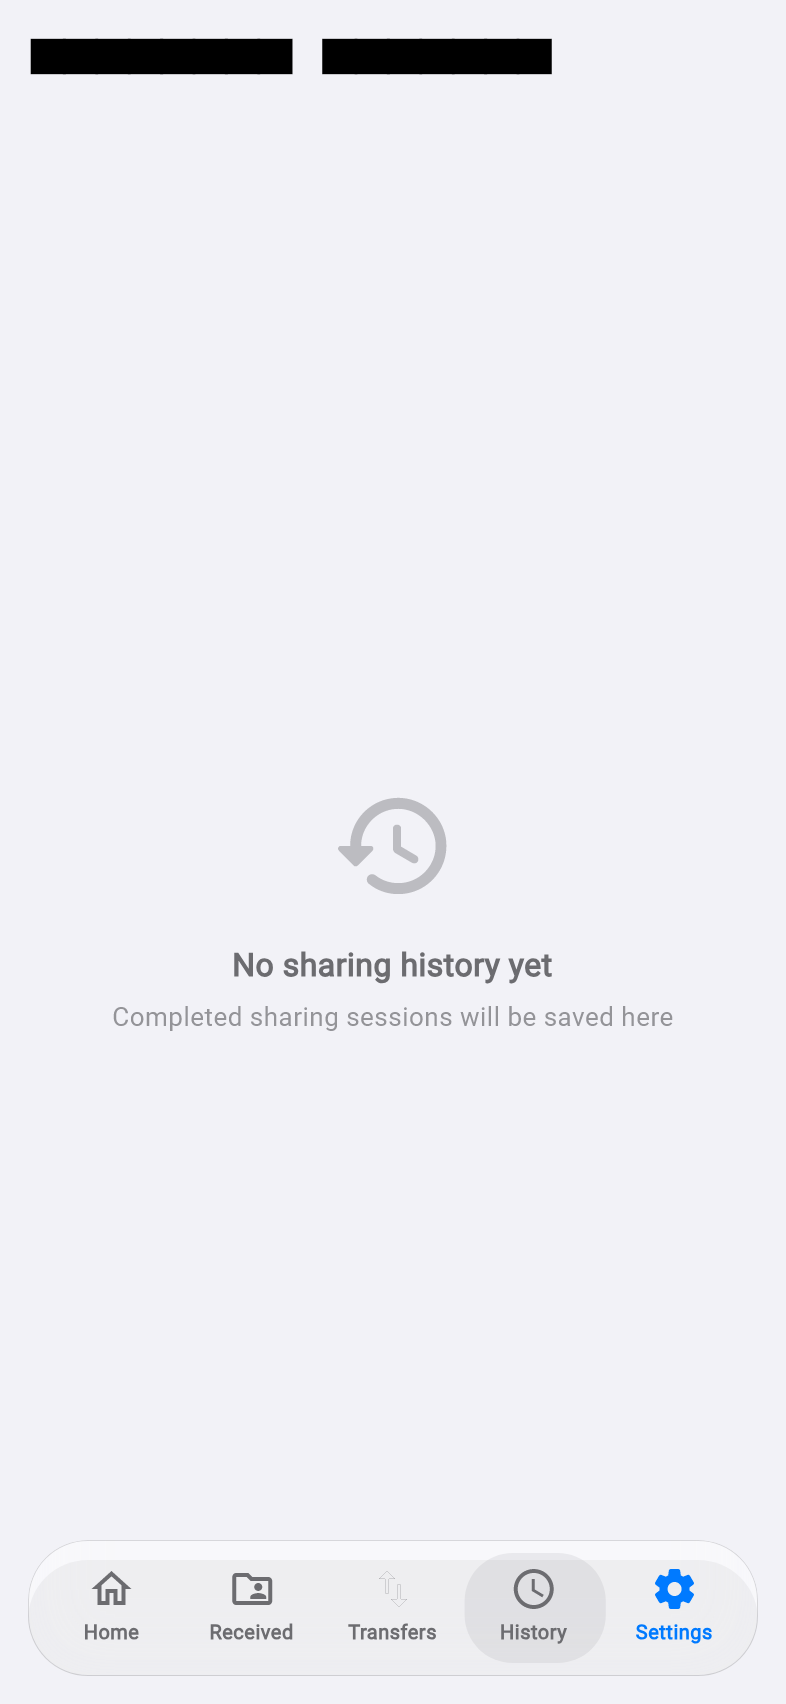 No sharing history yet
Completed sharing sessions will be saved here
Home
Received
Transfers
History
Settings